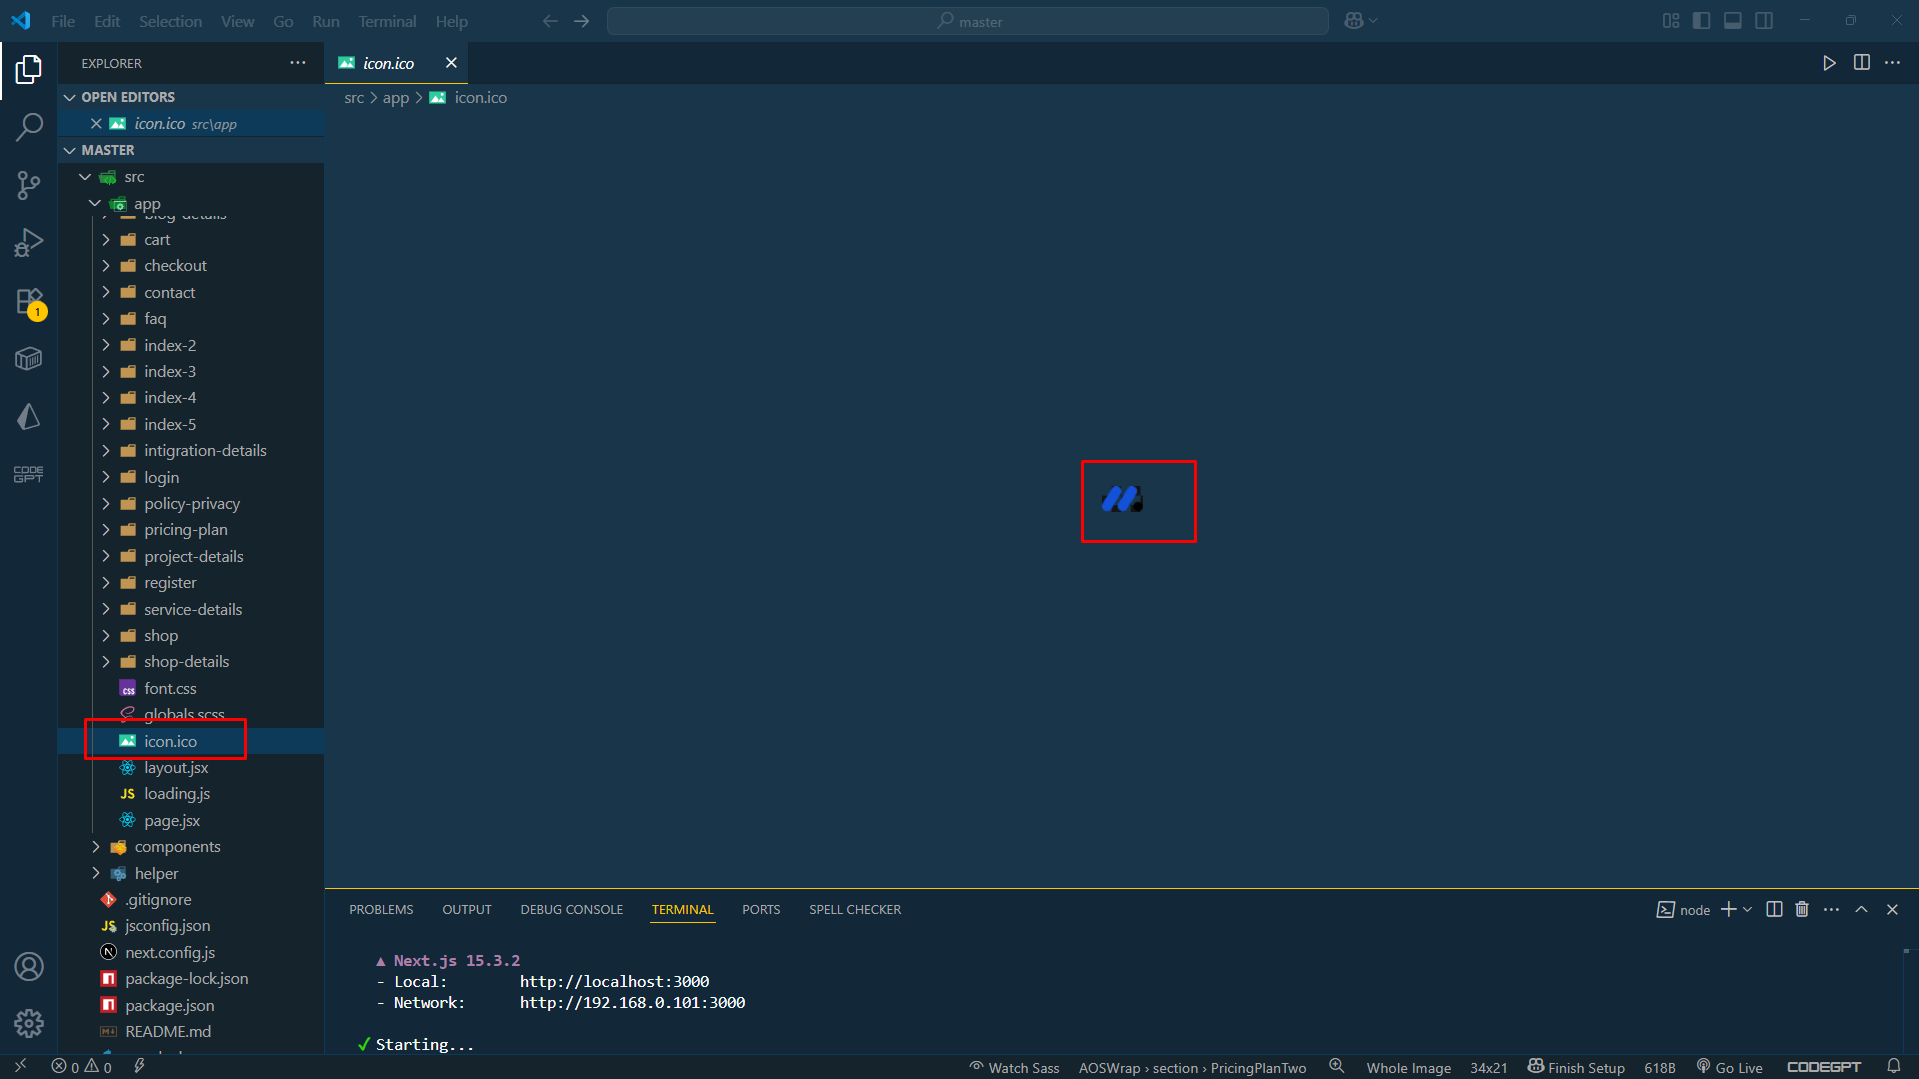 File Edit Selection View Go Run Terminal Help master
EXPLORER
icon.ico
OPEN EDITORS
src app icon.ico
icon.ico src\app
MASTER
src
app
blog-details
cart
checkout
contact
faq
index-2
index-3
index-4
index-5
intigration-details
login
policy-privacy
pricing-plan
project-details
register
service-details
shop
shop-details
css font.css
globals.scss
icon.ico
layout.jsx
JS loading.js
page.jsx
components
helper
.gitignore
JS jsconfig.json
N next.config.js
package-lock.json
package.json
README.md
1
CODE
GPT
PROBLEMS OUTPUT DEBUG CONSOLE TERMINAL PORTS SPELL CHECKER node
▲ Next.js 15.3.2
- Local: http://localhost:3000
- Network: http://192.168.0.101:3000
✓ Starting...
0 0 Watch Sass AOSWrap › section › PricingPlanTwo Whole Image 34x21 Finish Setup 618B Go Live CODEGPT